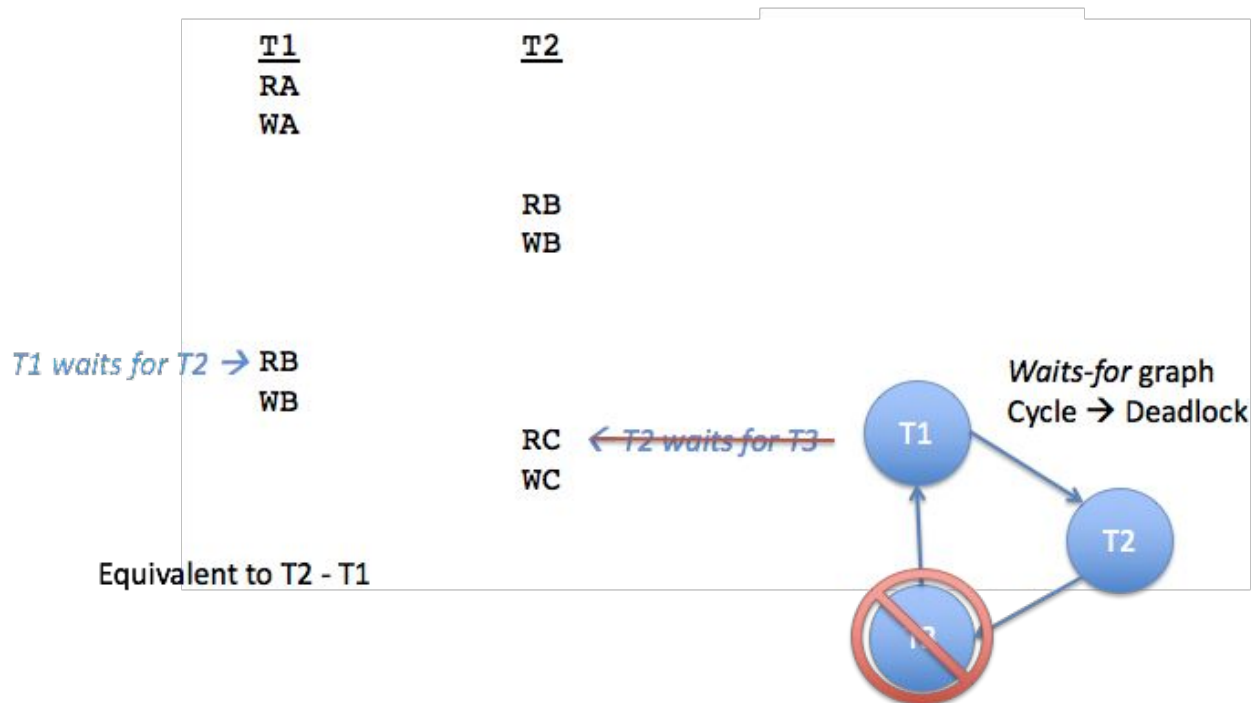 T1 T2
RA
WA
RB
WB
T1 waits for T2 → RB
WB
RC ← T2 waits for T3
WC
Equivalent to T2 - T1
Waits-for graph
Cycle → Deadlock
T1
T2
T3